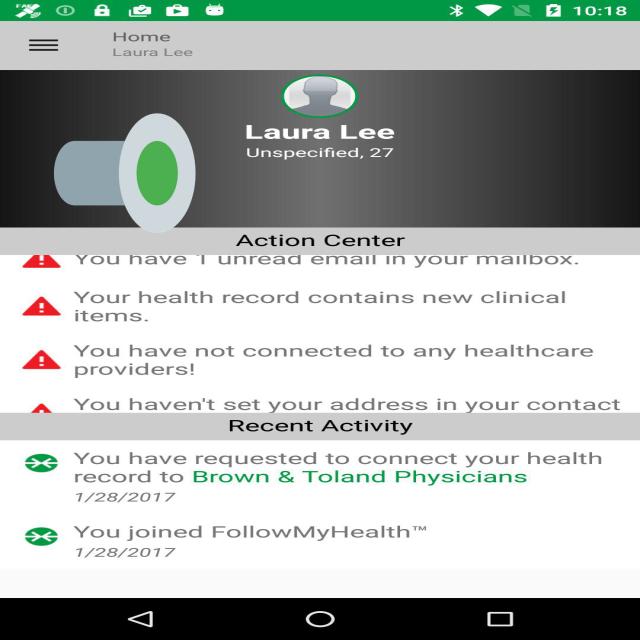 10:18
Home
Laura Lee
Laura Lee
Unspecified, 27
Action Center
You have 1 unread email in your mailbox.
Your health record contains new clinical
items.
You have not connected to any healthcare
providers!
You haven't set your address in your contact
Recent Activity
You have requested to connect your health
record to Brown & Toland Physicians
1/28/2017
You joined FollowMyHealth™
1/28/2017